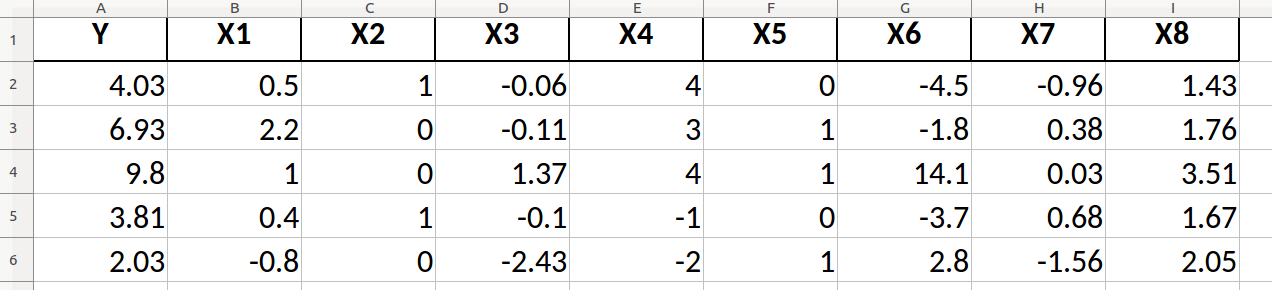 A B C D E F G H I
1 Y X1 X2 X3 X4 X5 X6 X7 X8
2 4.03 0.5 1 -0.06 4 0 -4.5 -0.96 1.43
3 6.93 2.2 0 -0.11 3 1 -1.8 0.38 1.76
4 9.8 1 0 1.37 4 1 14.1 0.03 3.51
5 3.81 0.4 1 -0.1 -1 0 -3.7 0.68 1.67
6 2.03 -0.8 0 -2.43 -2 1 2.8 -1.56 2.05